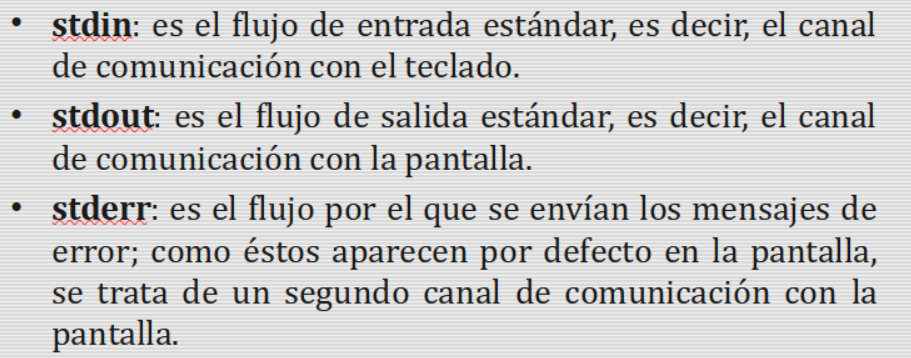 • stdin: es el flujo de entrada estándar, es decir, el canal
de comunicación con el teclado.
• stdout: es el flujo de salida estándar, es decir, el canal
de comunicación con la pantalla.
• stderr: es el flujo por el que se envían los mensajes de
error; como éstos aparecen por defecto en la pantalla,
se trata de un segundo canal de comunicación con la
pantalla.